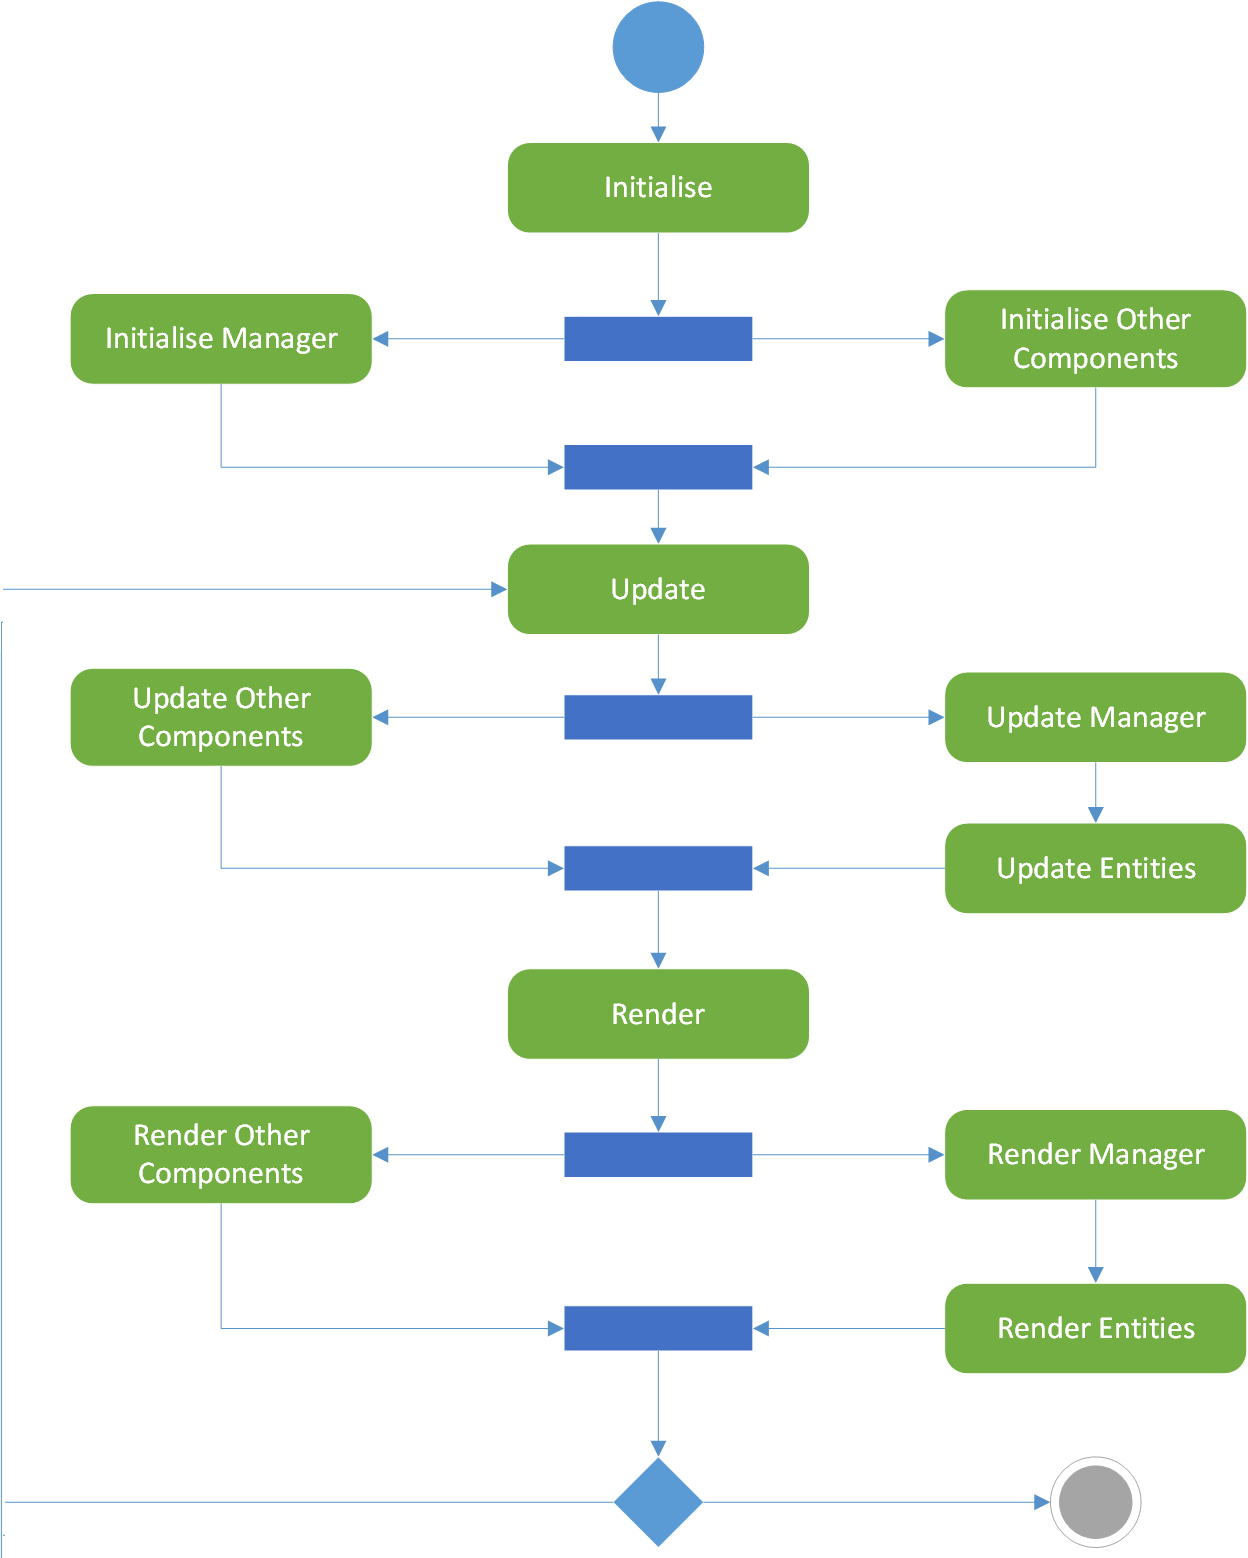 Initialise
Initialise Manager
Initialise Other
Components
Update
Update Other
Components
Update Manager
Update Entities
Render
Render Other
Components
Render Manager
Render Entities